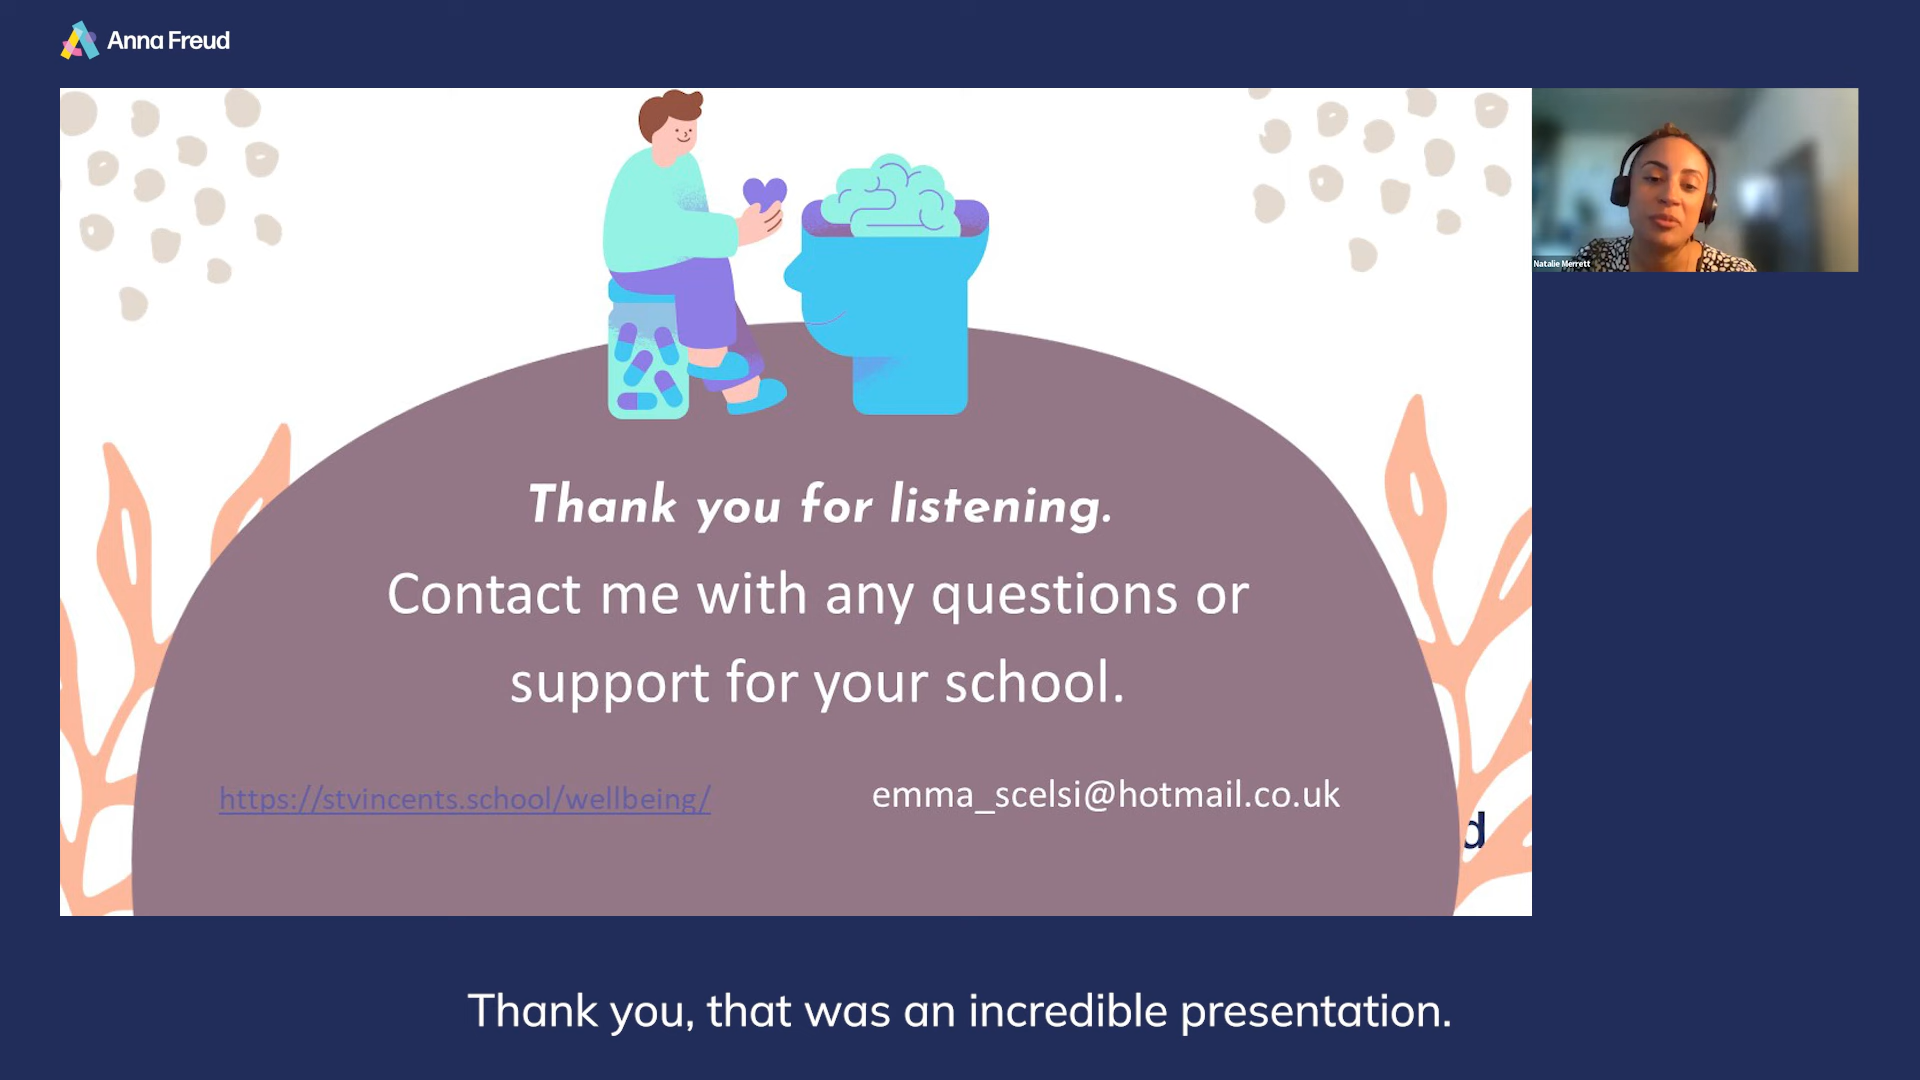 Anna Freud
Natalie Merrett
Thank you for listening.
Contact me with any questions or
support for your school.
https://stvincents.school/wellbeing/
emma_scelsi@hotmail.co.uk
d
Thank you, that was an incredible presentation.